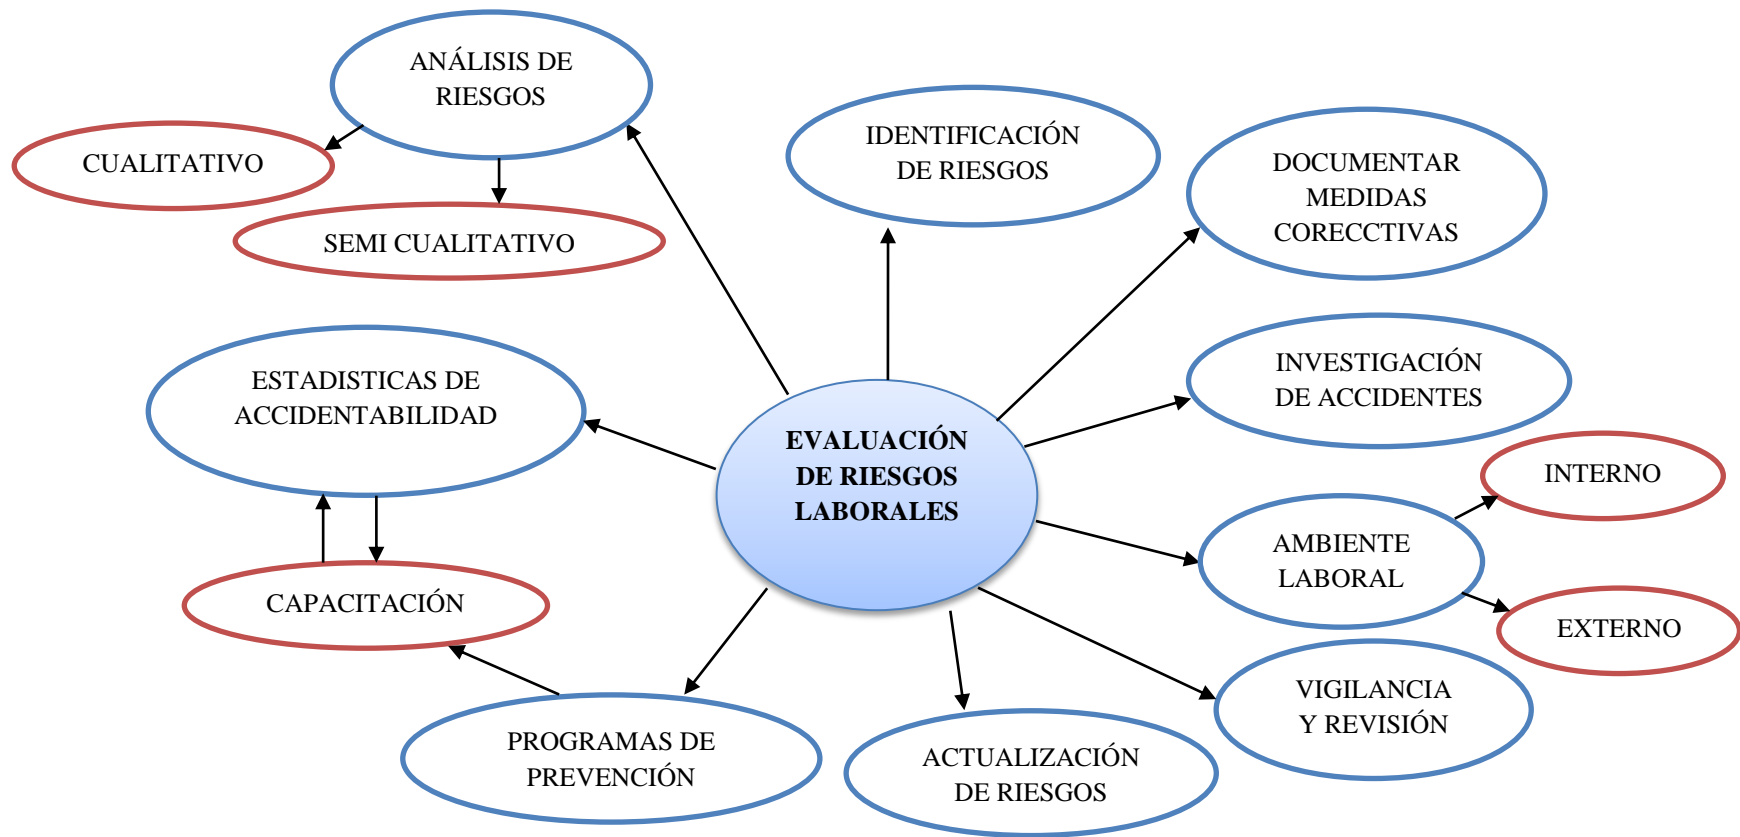 ANÁLISIS DE
RIESGOS
CUALITATIVO
SEMI CUALITATIVO
IDENTIFICACIÓN
DE RIESGOS
DOCUMENTAR
MEDIDAS
CORECCTIVAS
ESTADISTICAS DE
ACCIDENTABILIDAD
INVESTIGACIÓN
DE ACCIDENTES
EVALUACIÓN
DE RIESGOS
LABORALES
INTERNO
AMBIENTE
LABORAL
EXTERNO
CAPACITACIÓN
VIGILANCIA
Y REVISIÓN
PROGRAMAS DE
PREVENCIÓN
ACTUALIZACIÓN
DE RIESGOS